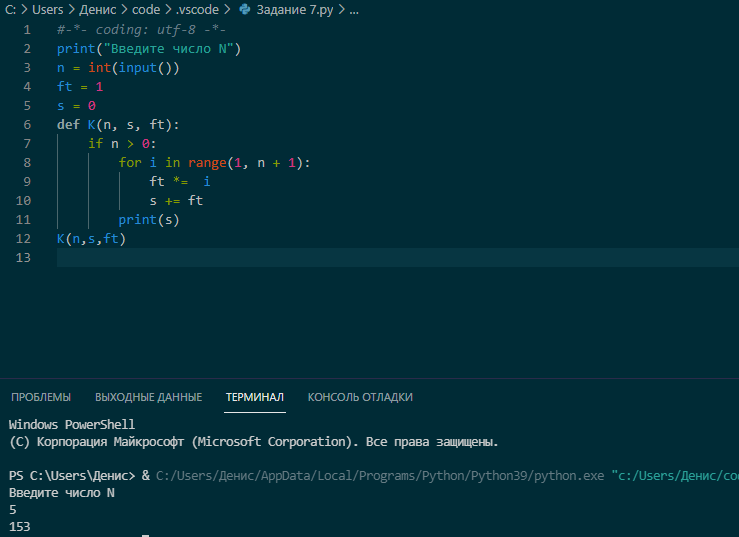 C: > Users > Денис > code > .vscode > Задание 7.py > ...
1 #-*- coding: utf-8 -*-
2 print("Введите число N")
3 n = int(input())
4 ft = 1
5 s = 0
6 def K(n, s, ft):
7 if n > 0:
8 for i in range(1, n + 1):
9 ft *=  i
10 s += ft
11 print(s)
12 K(n,s,ft)
13
ПРОБЛЕМЫ ВЫХОДНЫЕ ДАННЫЕ ТЕРМИНАЛ КОНСОЛЬ ОТЛАДКИ
Windows PowerShell
(C) Корпорация Майкрософт (Microsoft Corporation). Все права защищены.
PS C:\Users\Денис> & C:/Users/Денис/AppData/Local/Programs/Python/Python39/python.exe "c:/Users/Денис/co
Введите число N
5
153